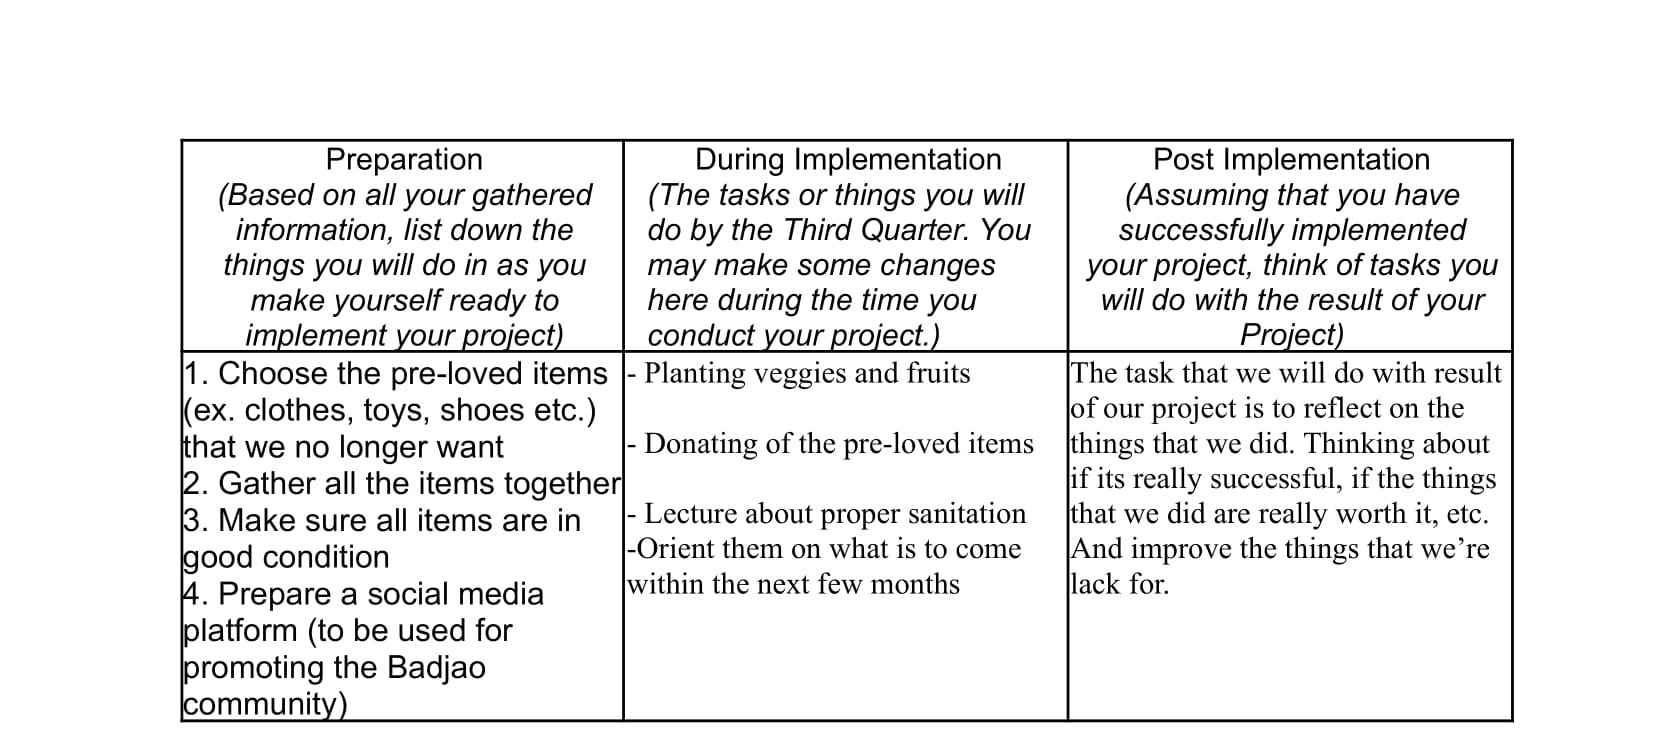 Preparation
(Based on all your gathered
information, list down the
things you will do in as you
make yourself ready to
implement your project)
During Implementation
(The tasks or things you will
do by the Third Quarter. You
may make some changes
here during the time you
conduct your project.)
Post Implementation
(Assuming that you have
successfully implemented
your project, think of tasks you
will do with the result of your
Project)
1. Choose the pre-loved items
(ex. clothes, toys, shoes etc.)
that we no longer want
2. Gather all the items together
3. Make sure all items are in
good condition
4. Prepare a social media
platform (to be used for
promoting the Badjao
community)
- Planting veggies and fruits
- Donating of the pre-loved items
- Lecture about proper sanitation
-Orient them on what is to come
within the next few months
The task that we will do with result
of our project is to reflect on the
things that we did. Thinking about
if its really successful, if the things
that we did are really worth it, etc.
And improve the things that we’re
lack for.